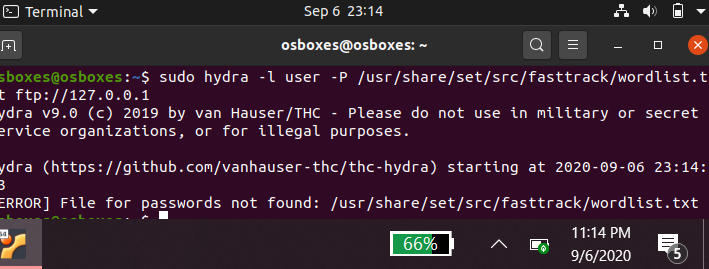 Terminal
Sep 6 23:14
osboxes@osboxes: ~
sboxes@osboxes:~$ sudo hydra -l user -P /usr/share/set/src/fasttrack/wordlist.t
t ftp://127.0.0.1
ydra v9.0 (c) 2019 by van Hauser/THC - Please do not use in military or secret
ervice organizations, or for illegal purposes.
ydra (https://github.com/vanhauser-thc/thc-hydra) starting at 2020-09-06 23:14:
3
ERROR] File for passwords not found: /usr/share/set/src/fasttrack/wordlist.txt
sboxes@osboxes:~$
64
66%
11:14 PM
9/6/2020
5